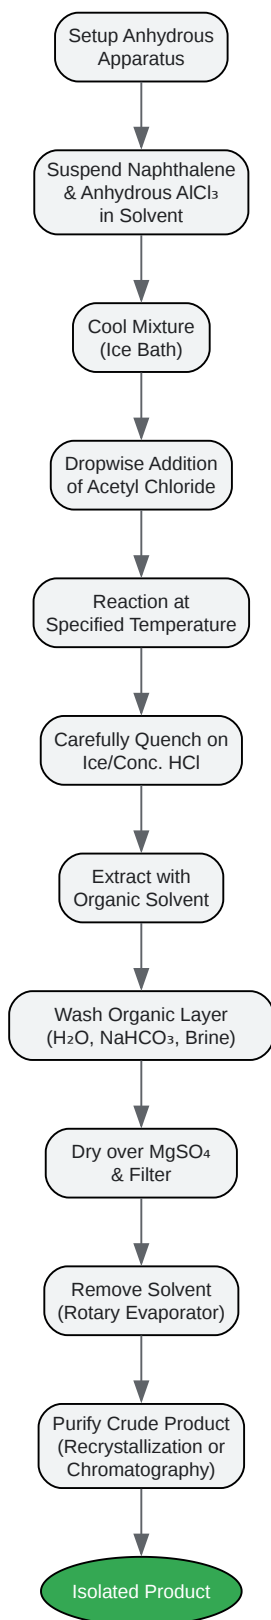 Setup Anhydrous
Apparatus
Suspend Naphthalene
& Anhydrous AlCl₃
in Solvent
Cool Mixture
(Ice Bath)
Dropwise Addition
of Acetyl Chloride
Reaction at
Specified Temperature
Carefully Quench on
Ice/Conc. HCl
Extract with
Organic Solvent
Wash Organic Layer
(H₂O, NaHCO₃, Brine)
Dry over MgSO₄
& Filter
Remove Solvent
(Rotary Evaporator)
Purify Crude Product
(Recrystallization or
Chromatography)
Isolated Product